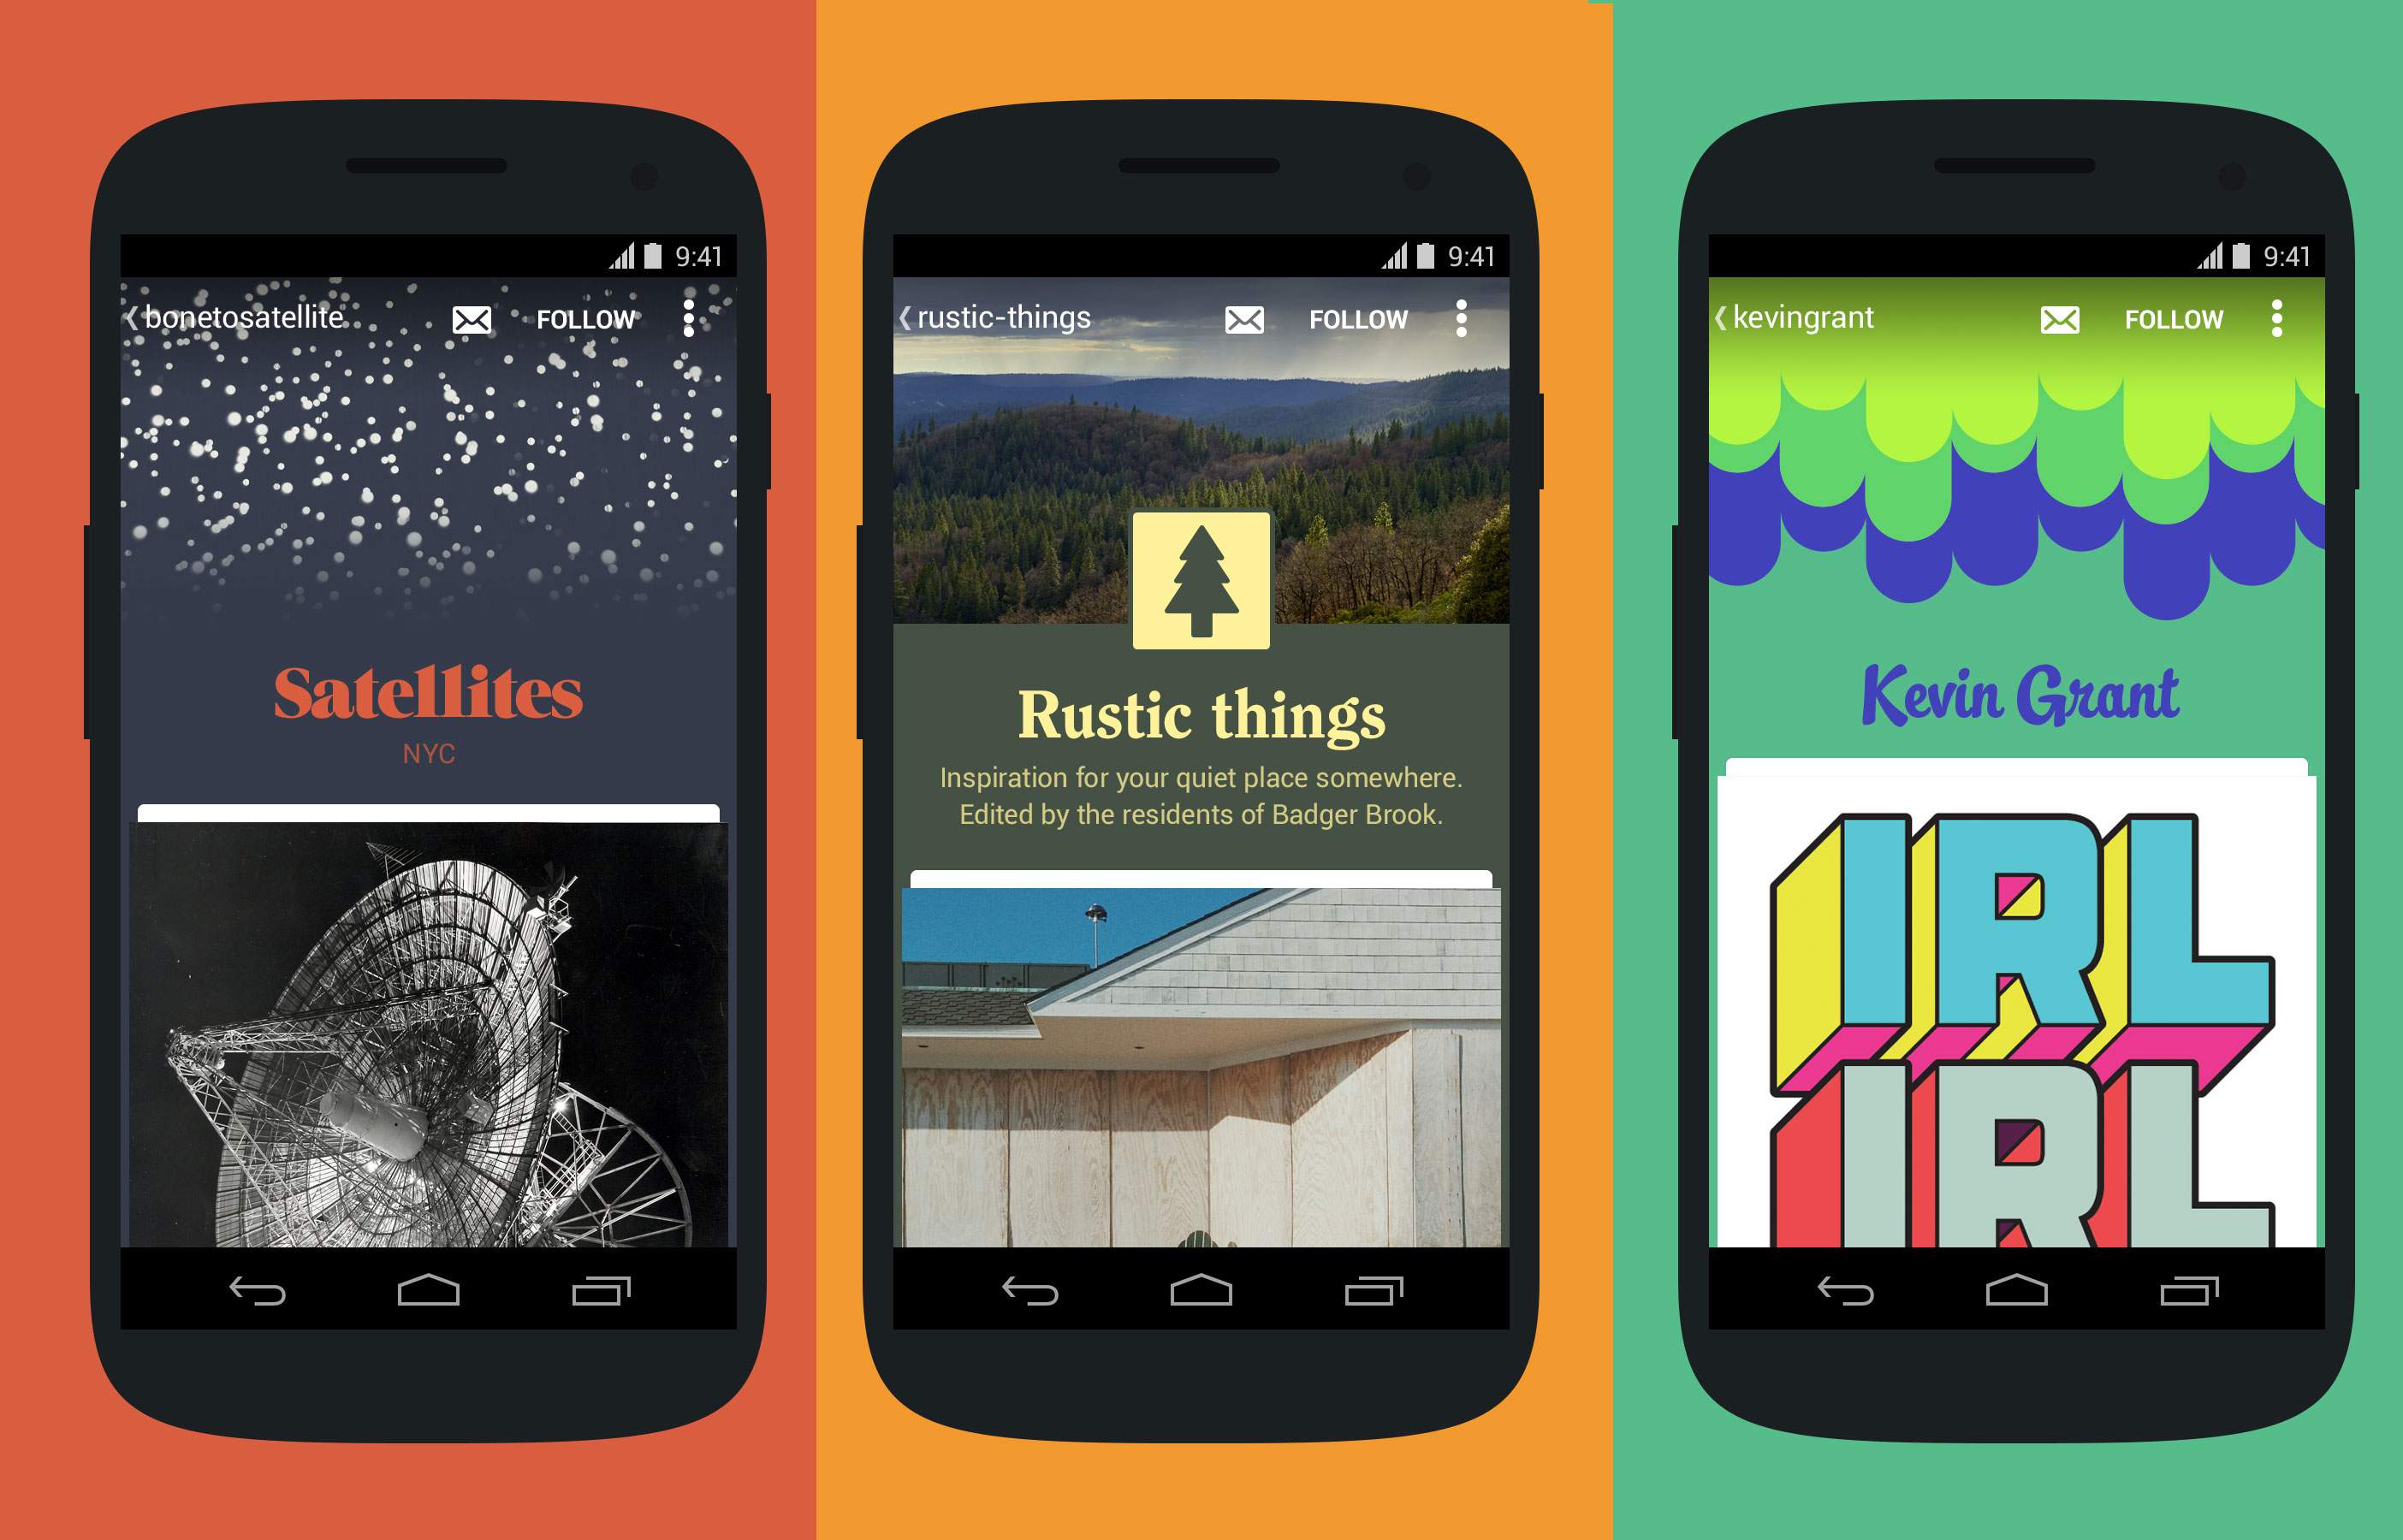 9:41
bonetosatellite
FOLLOW
Satellites
NYC
9:41
rustic-things
FOLLOW
Rustic things
Inspiration for your quiet place somewhere.
Edited by the residents of Badger Brook.
9:41
kevingrant
FOLLOW
Kevin Grant
IRL
IRL